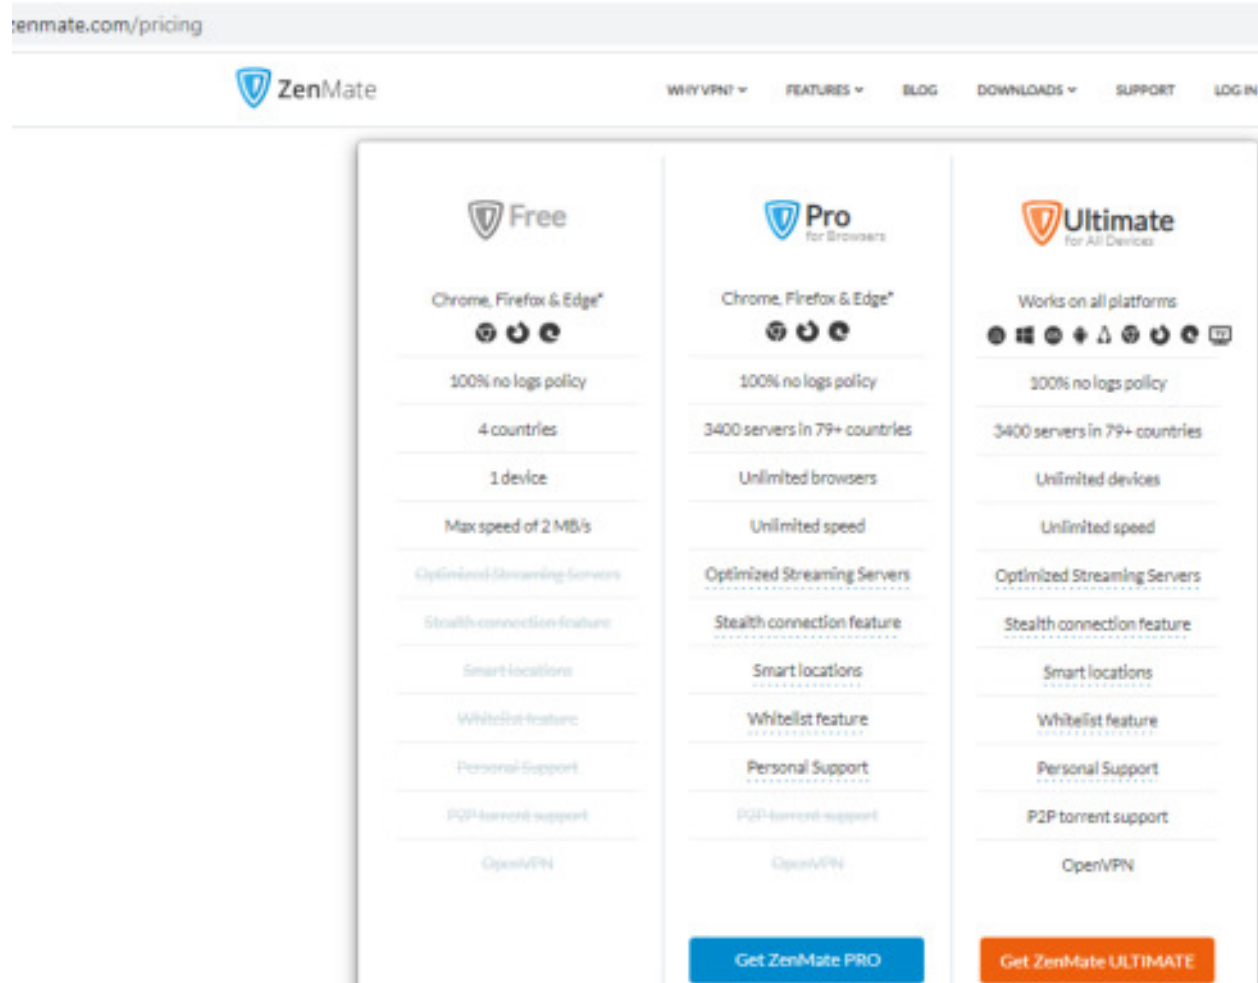 zenmate.com/pricing
ZenMate
WHY VPN? FEATURES BLOG DOWNLOADS SUPPORT LOG IN
Free
Chrome, Firefox & Edge*
100% no logs policy
4 countries
1 device
Max speed of 2 MB/s
Optimized Streaming Servers
Stealth connection feature
Smart locations
Whitelist feature
Personal Support
P2P torrent support
OpenVPN
Pro
for Browsers
Chrome, Firefox & Edge*
100% no logs policy
3400 servers in 79+ countries
Unlimited browsers
Unlimited speed
Optimized Streaming Servers
Stealth connection feature
Smart locations
Whitelist feature
Personal Support
P2P torrent support
OpenVPN
Get ZenMate PRO
Ultimate
for All Devices
Works on all platforms
TV
100% no logs policy
3400 servers in 79+ countries
Unlimited devices
Unlimited speed
Optimized Streaming Servers
Stealth connection feature
Smart locations
Whitelist feature
Personal Support
P2P torrent support
OpenVPN
Get ZenMate ULTIMATE